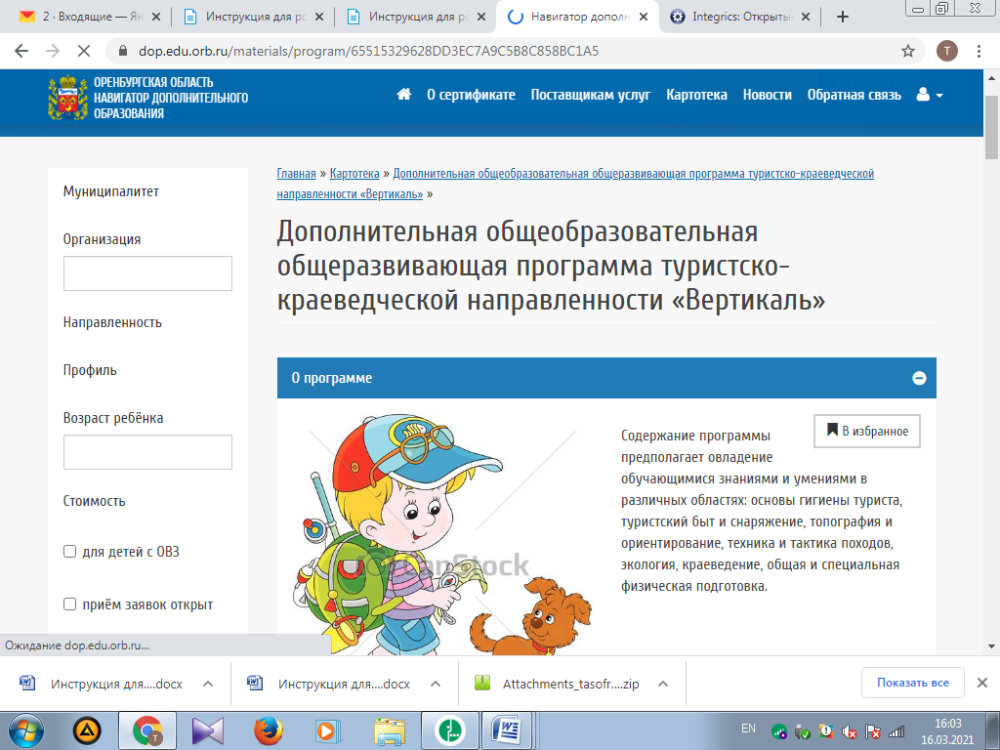 2 · Входящие — Ян
Инструкция для ро
Инструкция для ро
Навигатор дополн
Integrics: Открыты
dop.edu.orb.ru/materials/program/65515329628DD3EC7A9C5B8C858BC1A5
T
ОРЕНБУРГСКАЯ ОБЛАСТЬ
НАВИГАТОР ДОПОЛНИТЕЛЬНОГО
ОБРАЗОВАНИЯ
О сертификате Поставщикам услуг Картотека Новости Обратная связь
Муниципалитет
Организация
Направленность
Профиль
Возраст ребёнка
Стоимость
для детей с ОВЗ
приём заявок открыт
Главная » Картотека » Дополнительная общеобразовательная общеразвивающая программа туристско-краеведческой
направленности «Вертикаль» »
Дополнительная общеобразовательная
общеразвивающая программа туристско-
краеведческой направленности «Вертикаль»
О программе
В избранное
Содержание программы
предполагает овладение
обучающимися знаниями и умениями в
различных областях: основы гигиены туриста,
туристский быт и снаряжение, топография и
ориентирование, техника и тактика походов,
экология, краеведение, общая и специальная
физическая подготовка.
CanStock
Ожидание dop.edu.orb.ru...
Инструкция для....docx
Инструкция для....docx
Attachments_tasofr....zip
Показать все
EN
16:03
16.03.2021